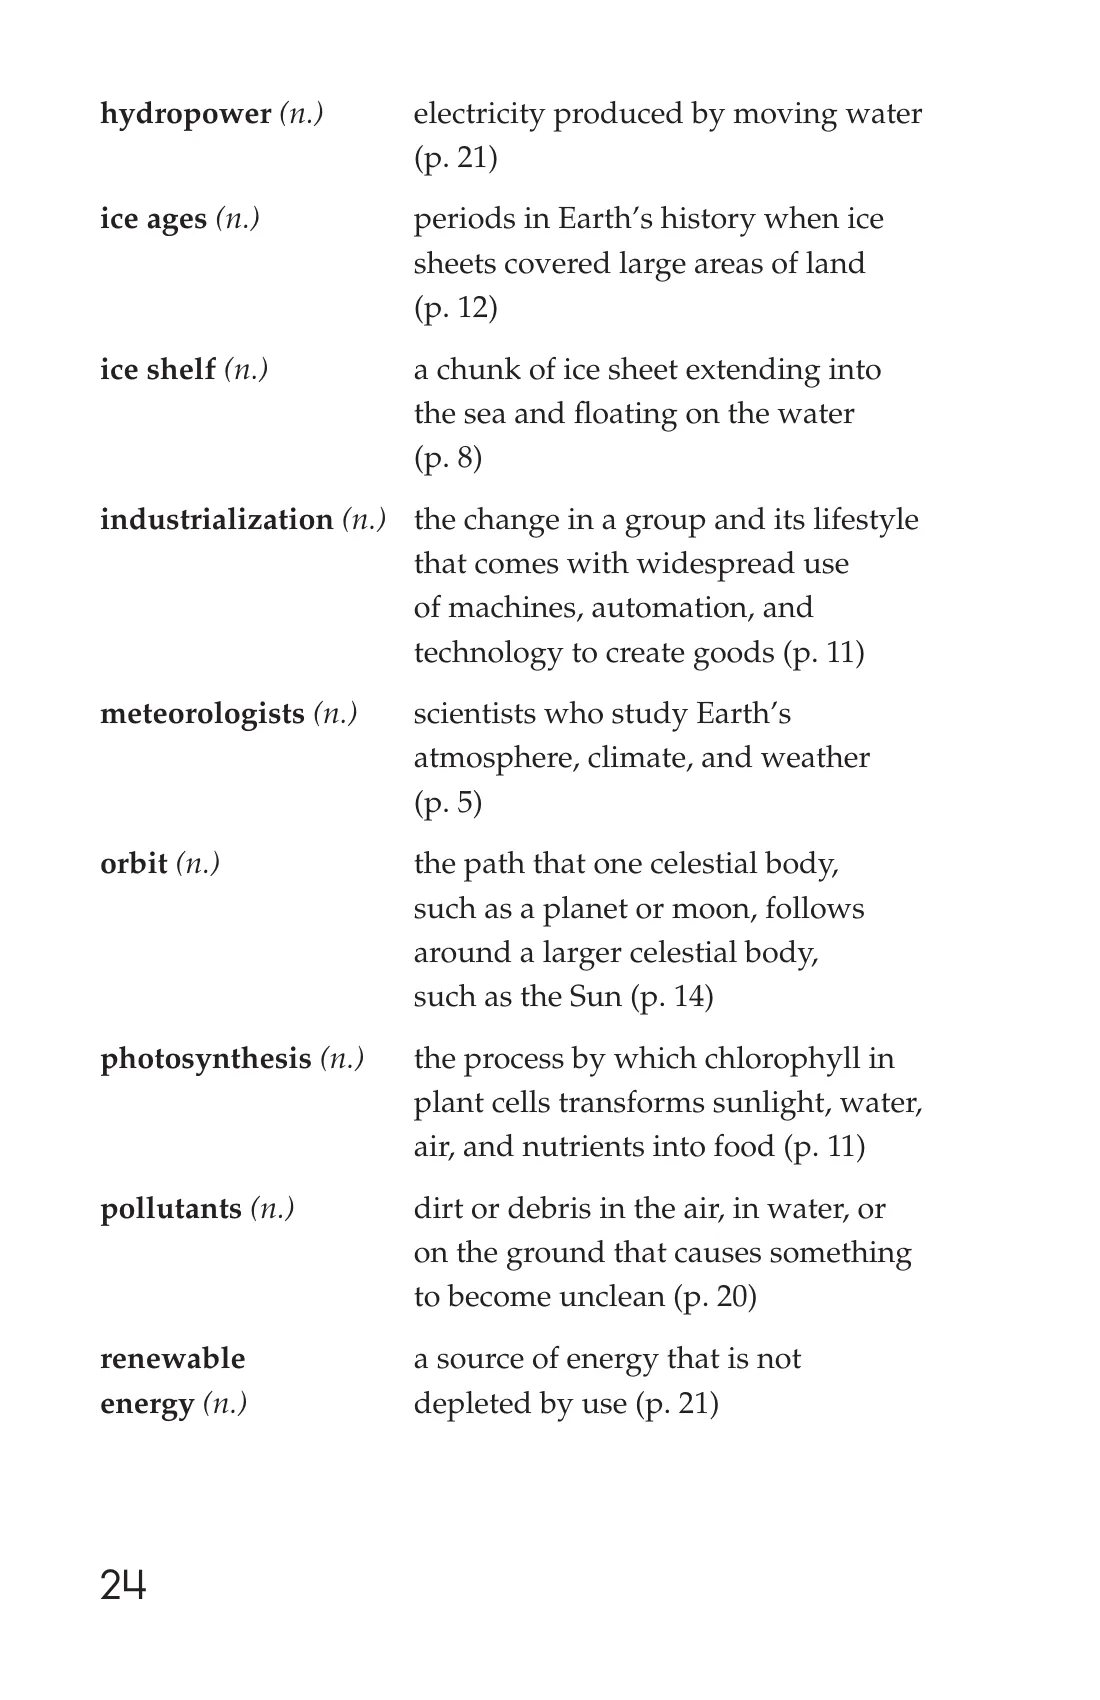 hydropower (n.) electricity produced by moving water
(p. 21)
ice ages (n.) periods in Earth’s history when ice
sheets covered large areas of land
(p. 12)
ice shelf (n.) a chunk of ice sheet extending into
the sea and floating on the water
(p. 8)
industrialization (n.) the change in a group and its lifestyle
that comes with widespread use
of machines, automation, and
technology to create goods (p. 11)
meteorologists (n.) scientists who study Earth’s
atmosphere, climate, and weather
(p. 5)
orbit (n.) the path that one celestial body,
such as a planet or moon, follows
around a larger celestial body,
such as the Sun (p. 14)
photosynthesis (n.) the process by which chlorophyll in
plant cells transforms sunlight, water,
air, and nutrients into food (p. 11)
pollutants (n.) dirt or debris in the air, in water, or
on the ground that causes something
to become unclean (p. 20)
renewable a source of energy that is not
energy (n.) depleted by use (p. 21)
24